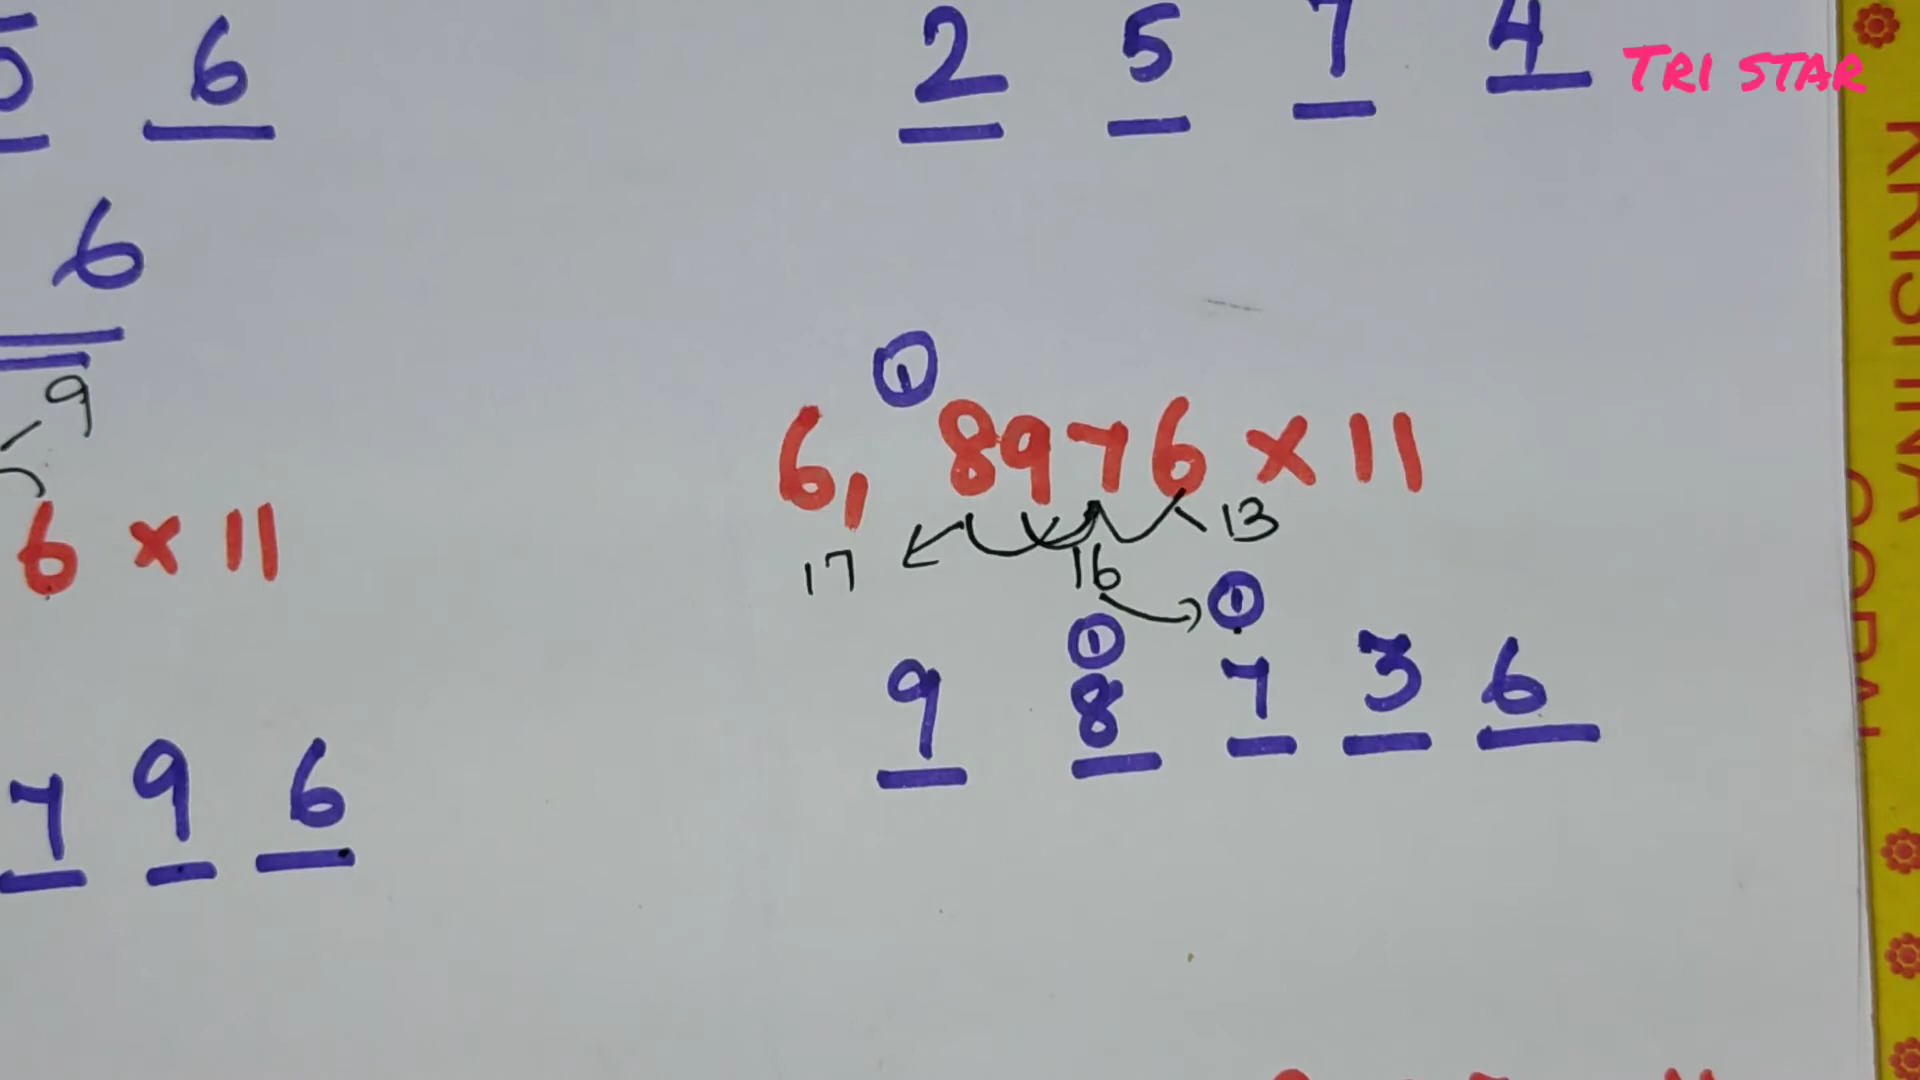 5 6
2 5 7 4
TRI STAR
6
9
1
6, 8976 × 11
6 × 11
17 16 13
1 1
9 8 7 3 6
7 9 6
KRISHNA GOPAL